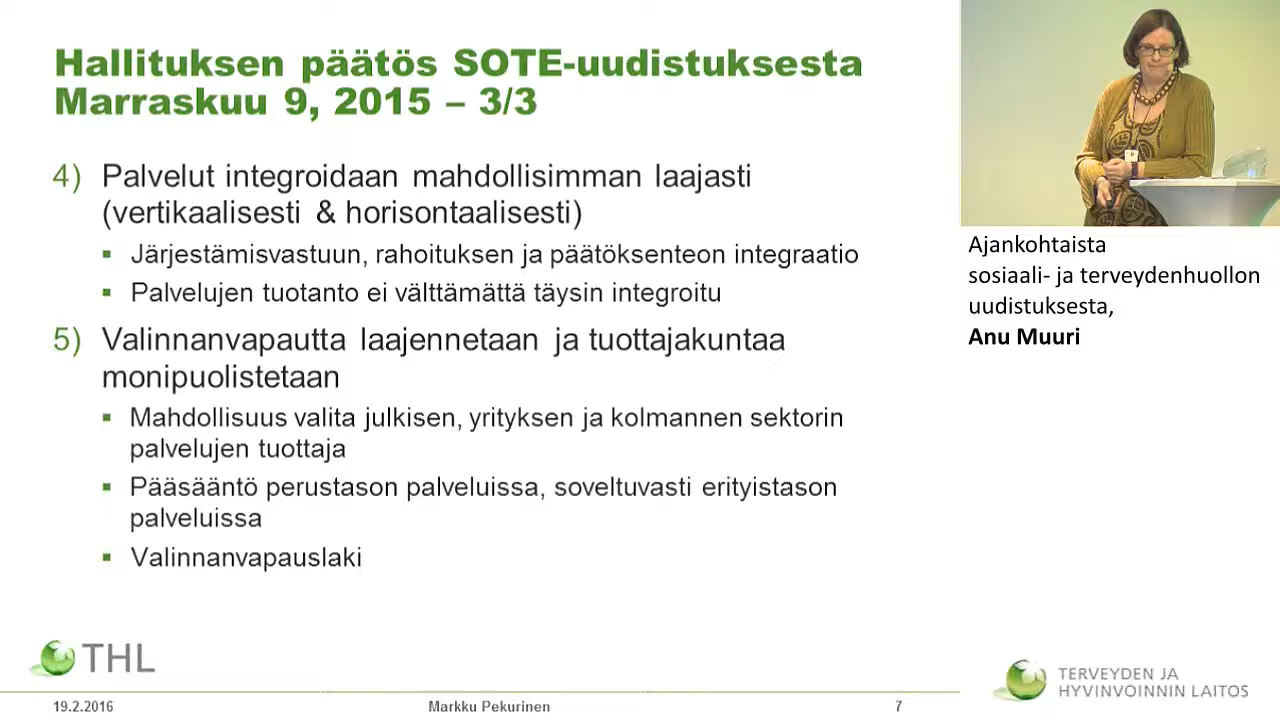 Hallituksen päätös SOTE-uudistuksesta
Marraskuu 9, 2015 – 3/3
4) Palvelut integroidaan mahdollisimman laajasti
(vertikaalisesti & horisontaalisesti)
▪ Järjestämisvastuun, rahoituksen ja päätöksenteon integraatio
▪ Palvelujen tuotanto ei välttämättä täysin integroitu
5) Valinnanvapautta laajennetaan ja tuottajakuntaa
monipuolistetaan
▪ Mahdollisuus valita julkisen, yrityksen ja kolmannen sektorin
palvelujen tuottaja
▪ Pääsääntö perustason palveluissa, soveltuvasti erityistason
palveluissa
▪ Valinnanvapauslaki
THL
19.2.2016
Markku Pekurinen
7
Ajankohtaista
sosiaali- ja terveydenhuollon
uudistuksesta,
Anu Muuri
TERVEYDEN JA
HYVINVOINNIN LAITOS